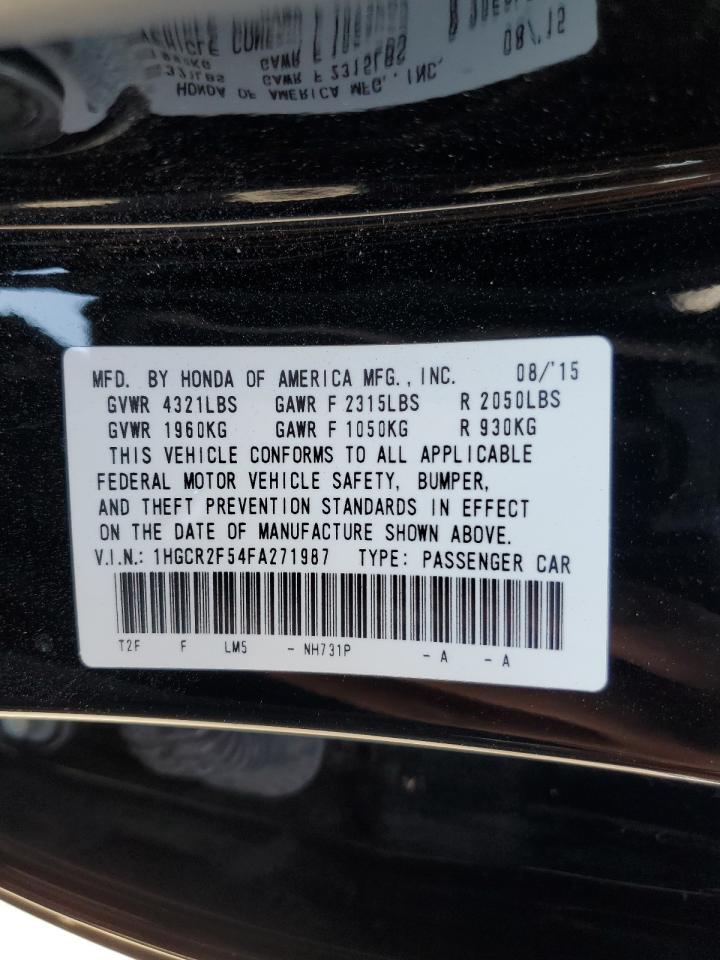 MFD. BY HONDA OF AMERICA MFG., INC. 08/'15
GVWR 4321LBS GAWR F 2315LBS R 2050LBS
GVWR 1960KG GAWR F 1050KG R 930KG
THIS VEHICLE CONFORMS TO ALL APPLICABLE
FEDERAL MOTOR VEHICLE SAFETY, BUMPER,
AND THEFT PREVENTION STANDARDS IN EFFECT
ON THE DATE OF MANUFACTURE SHOWN ABOVE.
V.I.N.: 1HGCR2F54FA271987 TYPE: PASSENGER CAR
T2F F LM5 - NH731P - A - A